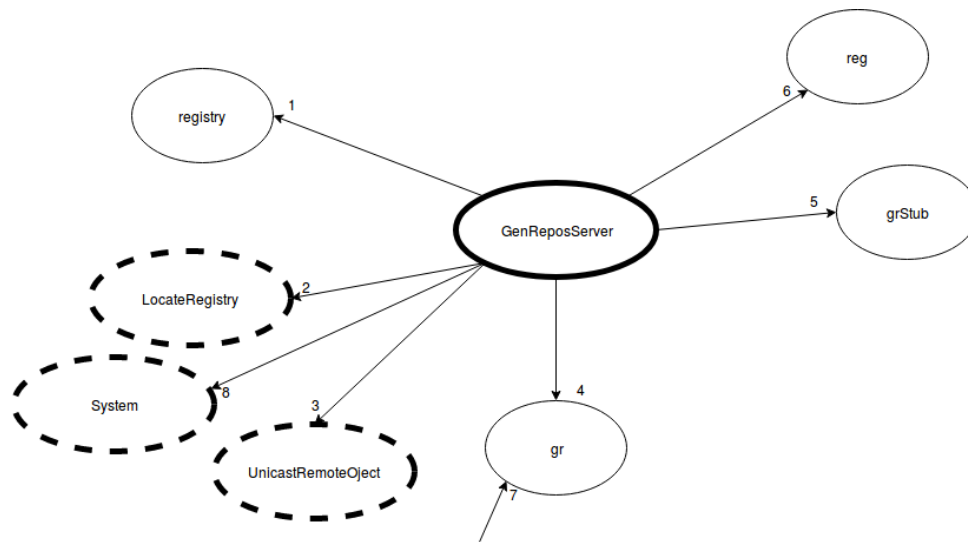 reg
6
1
registry
5
grStub
GenReposServer
2
LocateRegistry
8
System
3
4
UnicastRemoteOject
gr
7